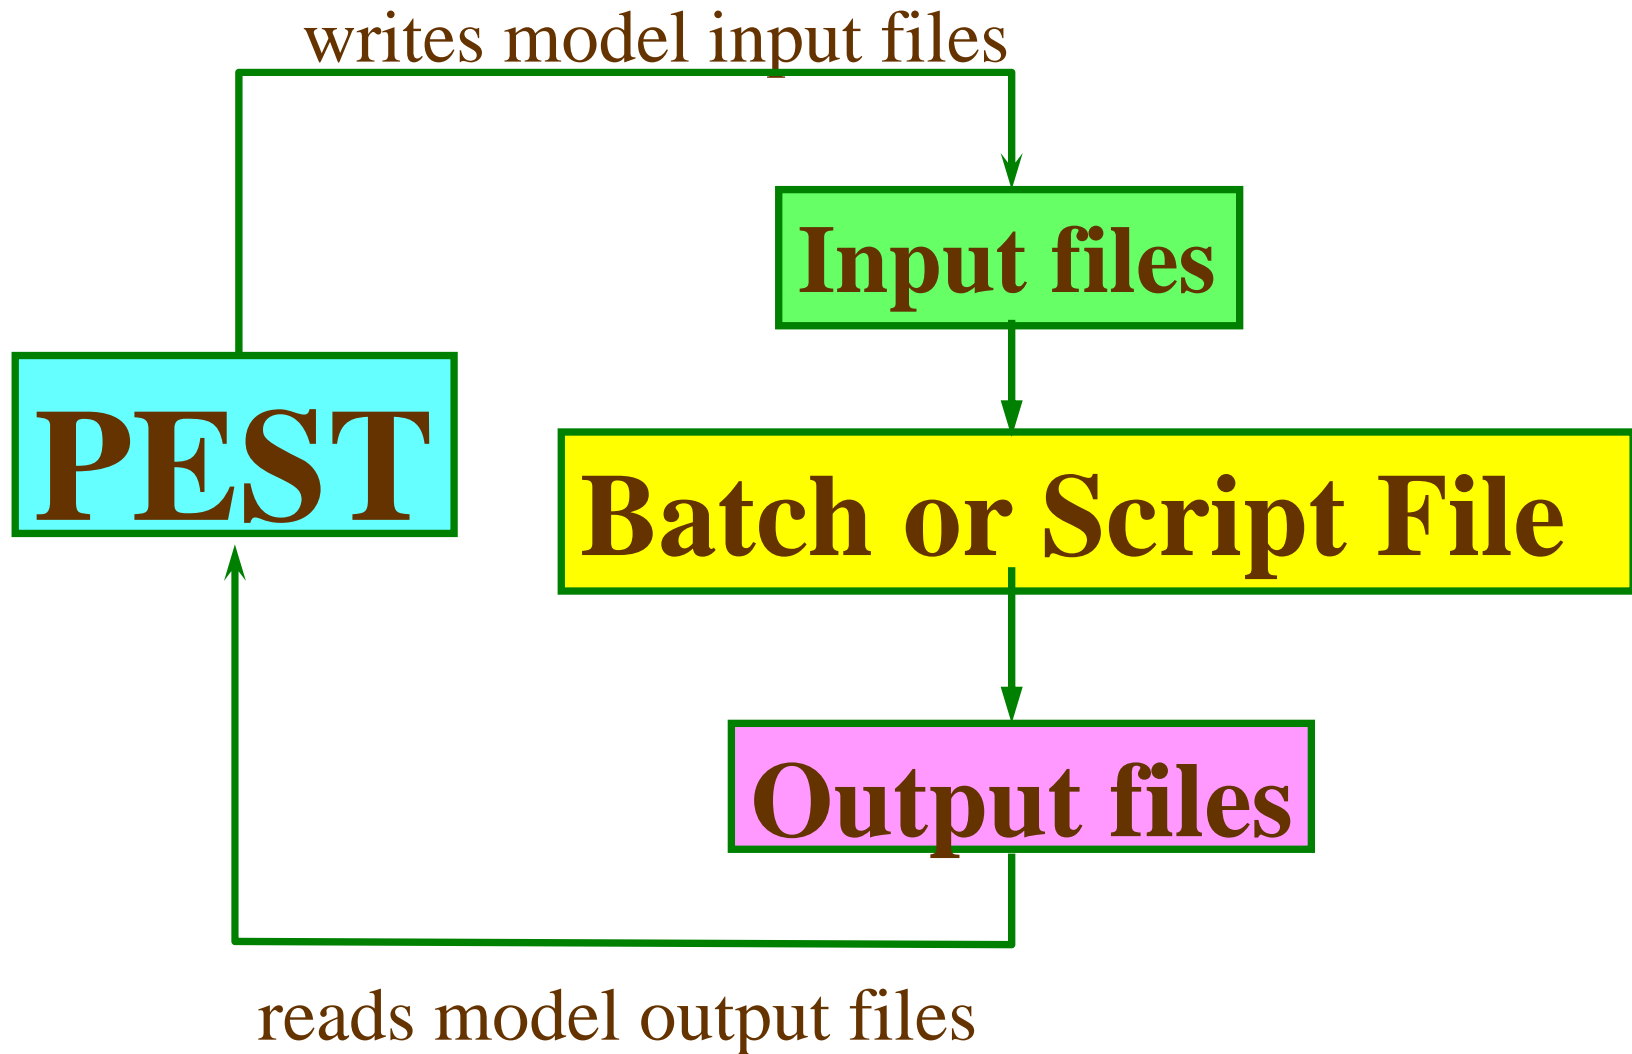 writes model input files
Input files
PEST
Batch or Script File
Output files
reads model output files